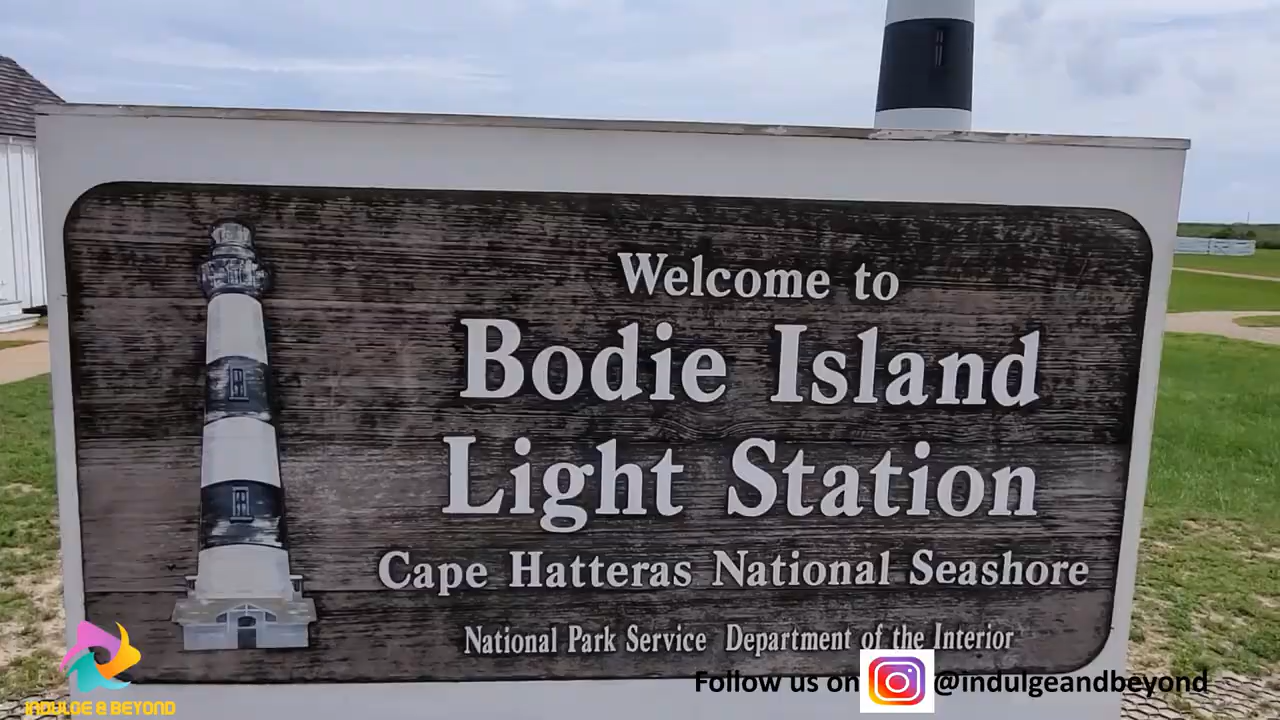 Welcome to
Bodie Island
Light Station
Cape Hatteras National Seashore
National Park Service Department of the Interior
Follow us on @indulgeandbeyond
INDULGE & BEYOND